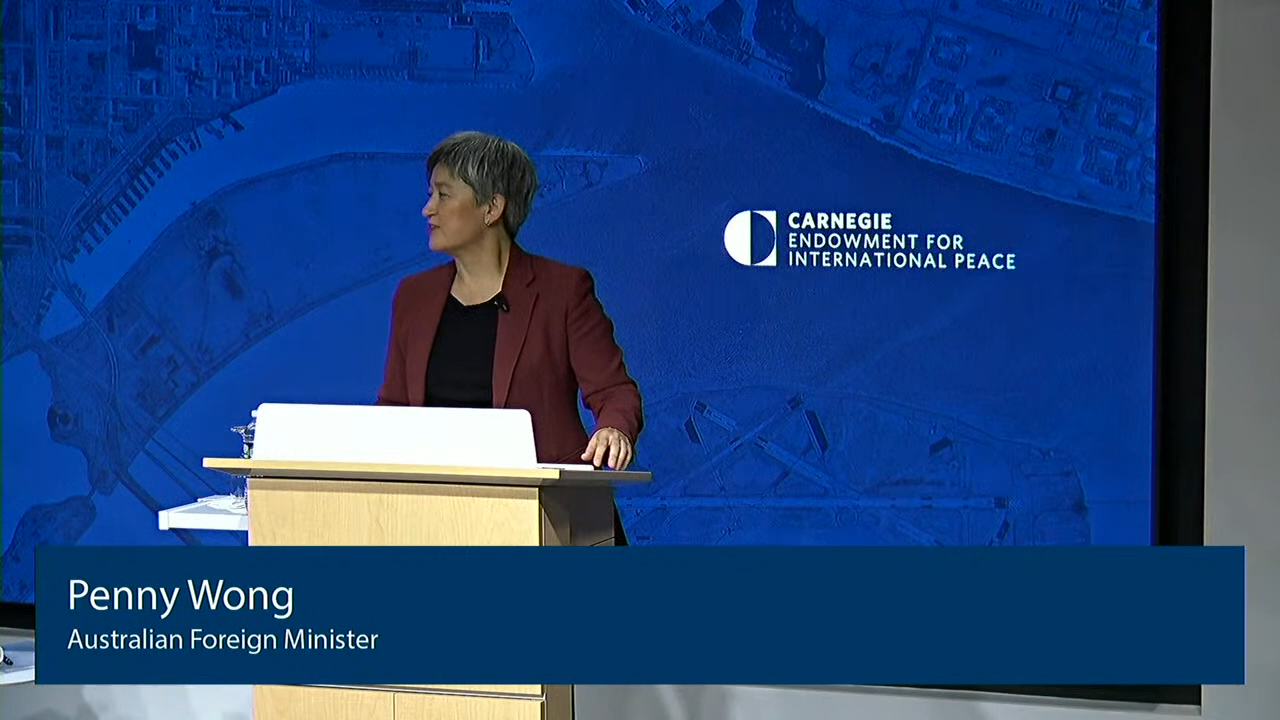 CARNEGIE
ENDOWMENT FOR
INTERNATIONAL PEACE
Penny Wong
Australian Foreign Minister